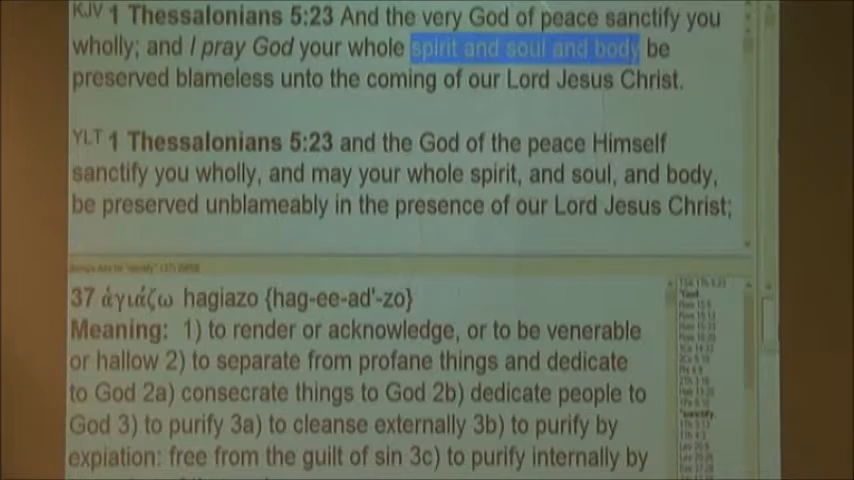 KJV 1 Thessalonians 5:23 And the very God of peace sanctify you
wholly; and I pray God your whole spirit and soul and body be
preserved blameless unto the coming of our Lord Jesus Christ.
YLT 1 Thessalonians 5:23 and the God of the peace Himself
sanctify you wholly, and may your whole spirit, and soul, and body,
be preserved unblameably in the presence of our Lord Jesus Christ;
37 ἁγιάζω hagiazo {hag-ee-ad'-zo}
Meaning: 1) to render or acknowledge, or to be venerable
or hallow 2) to separate from profane things and dedicate
to God 2a) consecrate things to God 2b) dedicate people to
God 3) to purify 3a) to cleanse externally 3b) to purify by
expiation: free from the guilt of sin 3c) to purify internally by